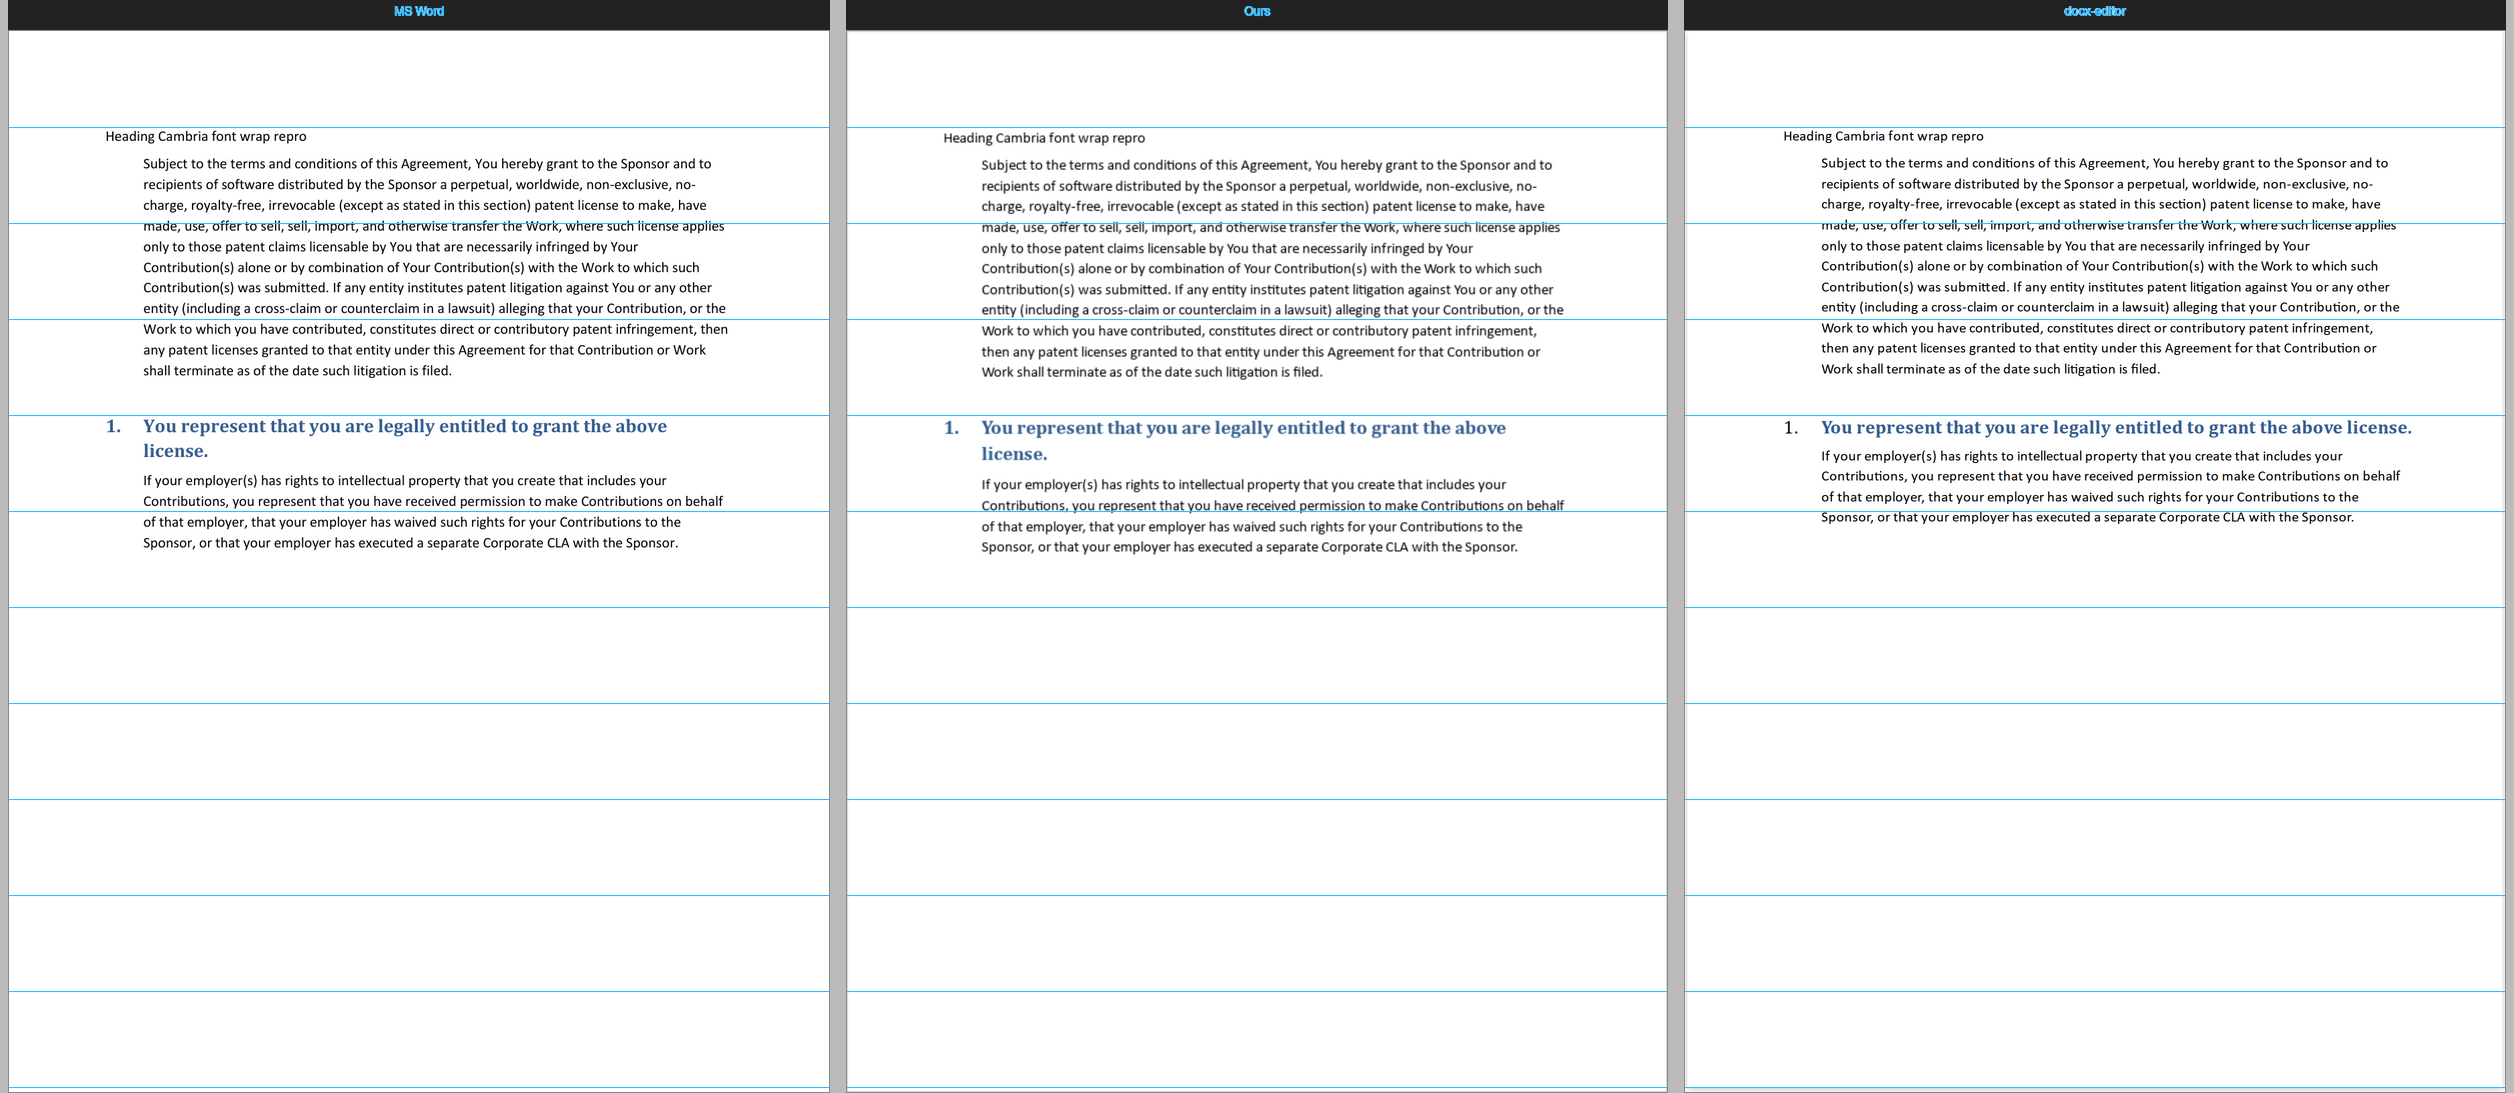 MS Word
Heading Cambria font wrap repro
Subject to the terms and conditions of this Agreement, You hereby grant to the Sponsor and to
recipients of software distributed by the Sponsor a perpetual, worldwide, non-exclusive, no-
charge, royalty-free, irrevocable (except as stated in this section) patent license to make, have
made, use, offer to sell, sell, import, and otherwise transfer the Work, where such license applies
only to those patent claims licensable by You that are necessarily infringed by Your
Contribution(s) alone or by combination of Your Contribution(s) with the Work to which such
Contribution(s) was submitted. If any entity institutes patent litigation against You or any other
entity (including a cross-claim or counterclaim in a lawsuit) alleging that your Contribution, or the
Work to which you have contributed, constitutes direct or contributory patent infringement, then
any patent licenses granted to that entity under this Agreement for that Contribution or Work
shall terminate as of the date such litigation is filed.
1. You represent that you are legally entitled to grant the above
license.
If your employer(s) has rights to intellectual property that you create that includes your
Contributions, you represent that you have received permission to make Contributions on behalf
of that employer, that your employer has waived such rights for your Contributions to the
Sponsor, or that your employer has executed a separate Corporate CLA with the Sponsor.
Ours
Heading Cambria font wrap repro
Subject to the terms and conditions of this Agreement, You hereby grant to the Sponsor and to
recipients of software distributed by the Sponsor a perpetual, worldwide, non-exclusive, no-
charge, royalty-free, irrevocable (except as stated in this section) patent license to make, have
made, use, offer to sell, sell, import, and otherwise transfer the Work, where such license applies
only to those patent claims licensable by You that are necessarily infringed by Your
Contribution(s) alone or by combination of Your Contribution(s) with the Work to which such
Contribution(s) was submitted. If any entity institutes patent litigation against You or any other
entity (including a cross-claim or counterclaim in a lawsuit) alleging that your Contribution, or the
Work to which you have contributed, constitutes direct or contributory patent infringement,
then any patent licenses granted to that entity under this Agreement for that Contribution or
Work shall terminate as of the date such litigation is filed.
1. You represent that you are legally entitled to grant the above
license.
If your employer(s) has rights to intellectual property that you create that includes your
Contributions, you represent that you have received permission to make Contributions on behalf
of that employer, that your employer has waived such rights for your Contributions to the
Sponsor, or that your employer has executed a separate Corporate CLA with the Sponsor.
docx-editor
Heading Cambria font wrap repro
Subject to the terms and conditions of this Agreement, You hereby grant to the Sponsor and to
recipients of software distributed by the Sponsor a perpetual, worldwide, non-exclusive, no-
charge, royalty-free, irrevocable (except as stated in this section) patent license to make, have
made, use, offer to sell, sell, import, and otherwise transfer the Work, where such license applies
only to those patent claims licensable by You that are necessarily infringed by Your
Contribution(s) alone or by combination of Your Contribution(s) with the Work to which such
Contribution(s) was submitted. If any entity institutes patent litigation against You or any other
entity (including a cross-claim or counterclaim in a lawsuit) alleging that your Contribution, or the
Work to which you have contributed, constitutes direct or contributory patent infringement,
then any patent licenses granted to that entity under this Agreement for that Contribution or
Work shall terminate as of the date such litigation is filed.
1. You represent that you are legally entitled to grant the above license.
If your employer(s) has rights to intellectual property that you create that includes your
Contributions, you represent that you have received permission to make Contributions on behalf
of that employer, that your employer has waived such rights for your Contributions to the
Sponsor, or that your employer has executed a separate Corporate CLA with the Sponsor.